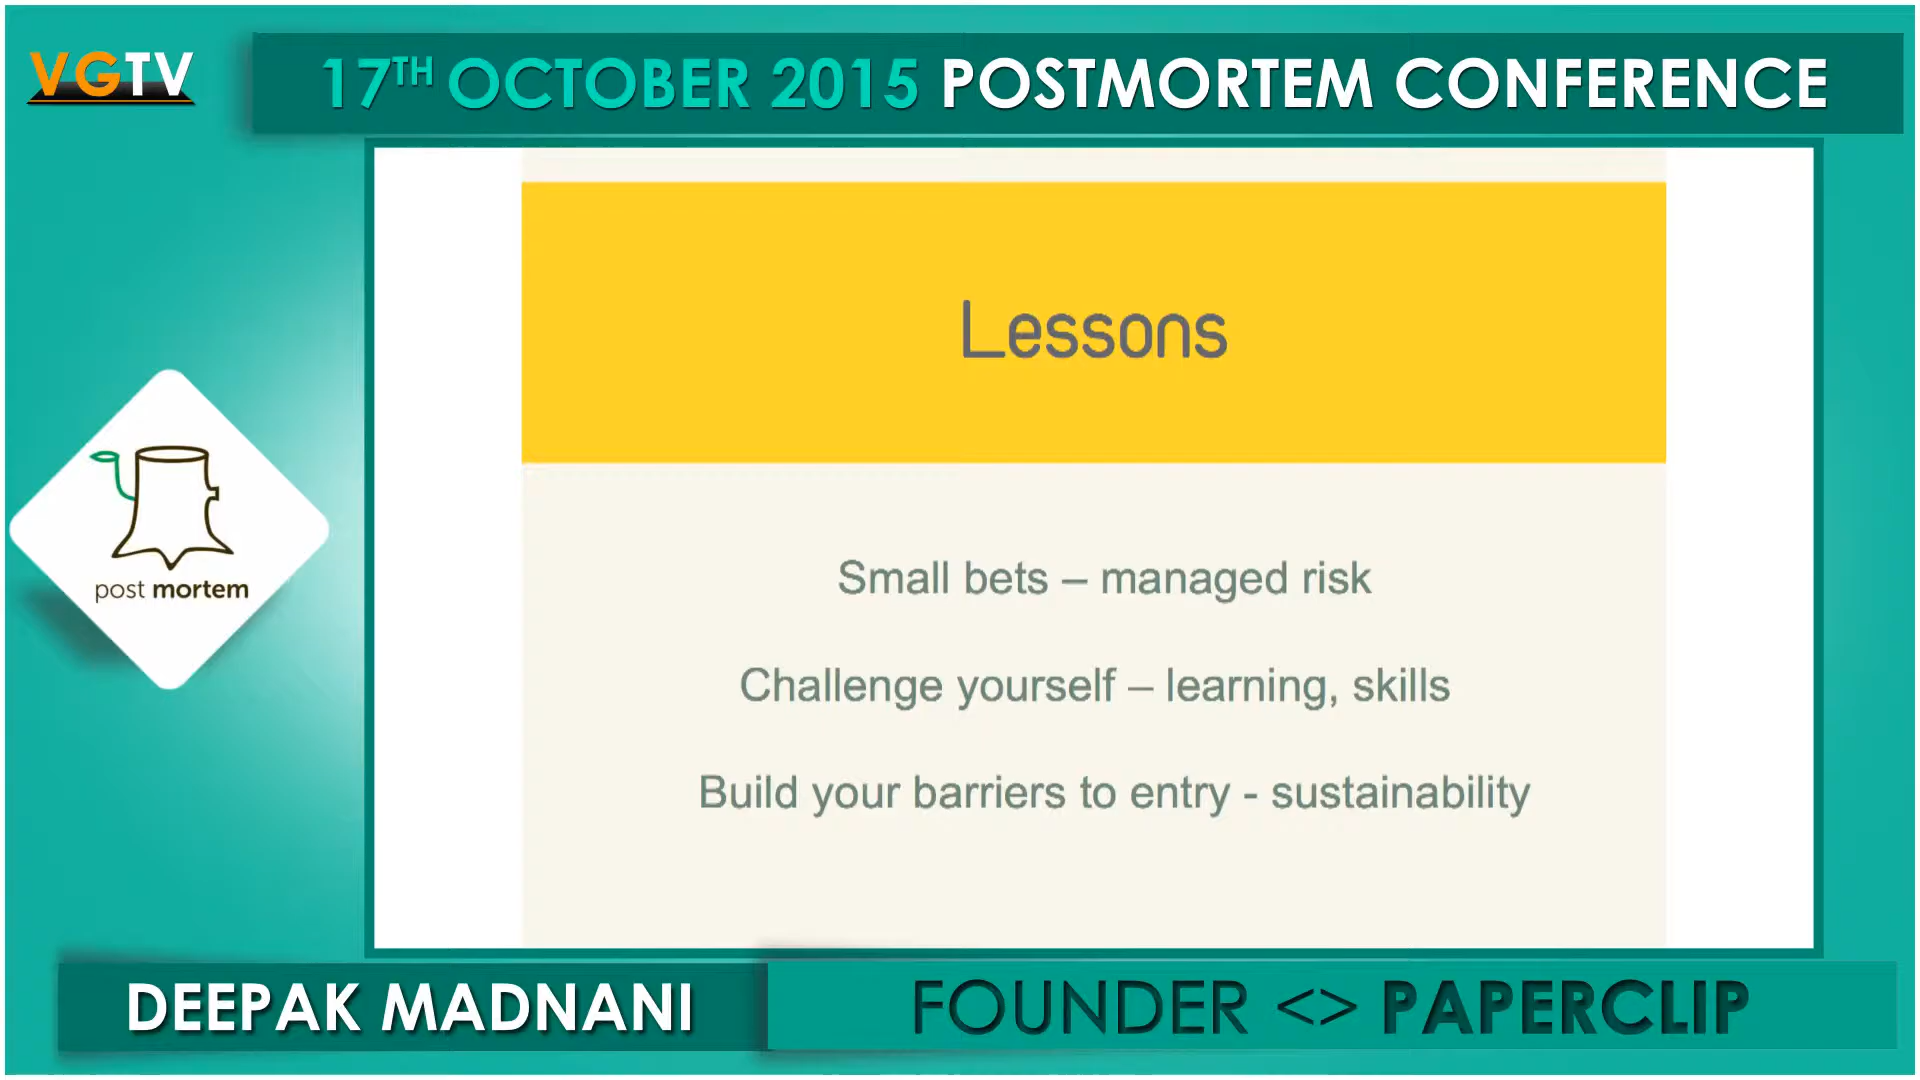 VGTV
17TH OCTOBER 2015 POSTMORTEM CONFERENCE
Lessons
Small bets – managed risk
Challenge yourself – learning, skills
Build your barriers to entry - sustainability
post mortem
DEEPAK MADNANI
FOUNDER <> PAPERCLIP